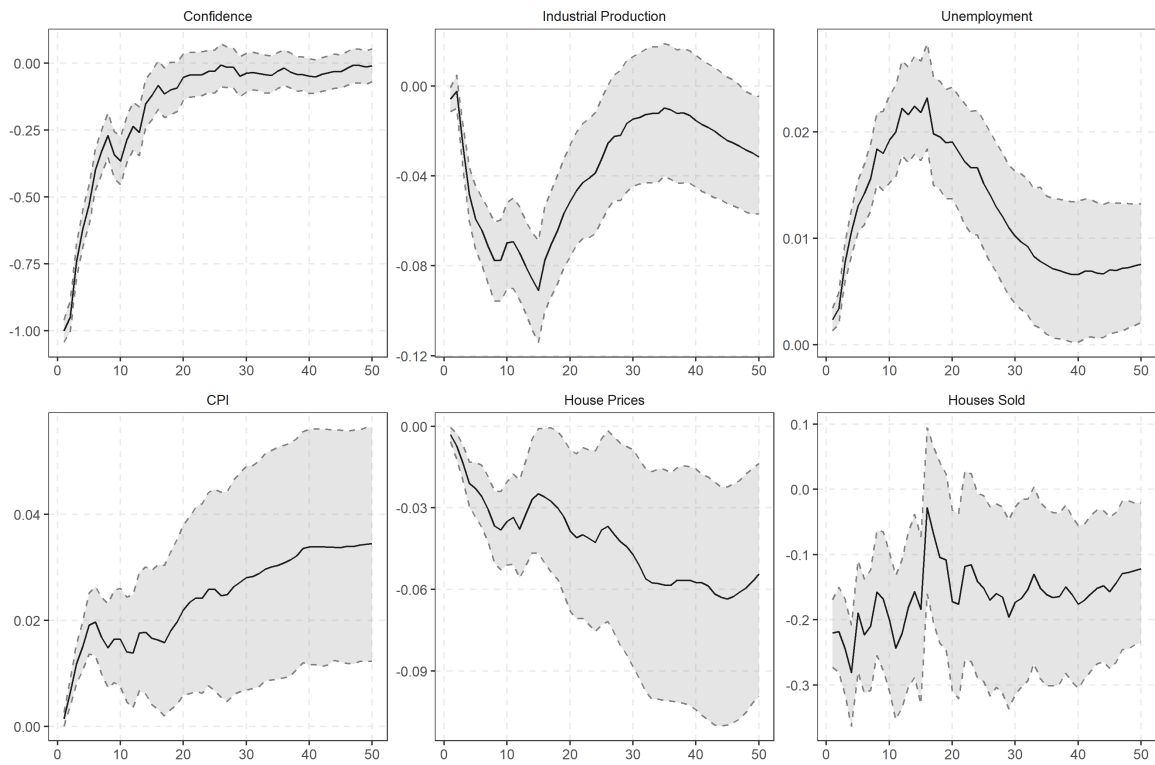 Confidence
0.00
-0.25
-0.50
-0.75
-1.00
0 10 20 30 40 50
Industrial Production
0.00
-0.04
-0.08
-0.12
0 10 20 30 40 50
Unemployment
0.02
0.01
0.00
0 10 20 30 40 50
CPI
0.04
0.02
0.00
0 10 20 30 40 50
House Prices
0.00
-0.03
-0.06
-0.09
0 10 20 30 40 50
Houses Sold
0.1
0.0
-0.1
-0.2
-0.3
0 10 20 30 40 50